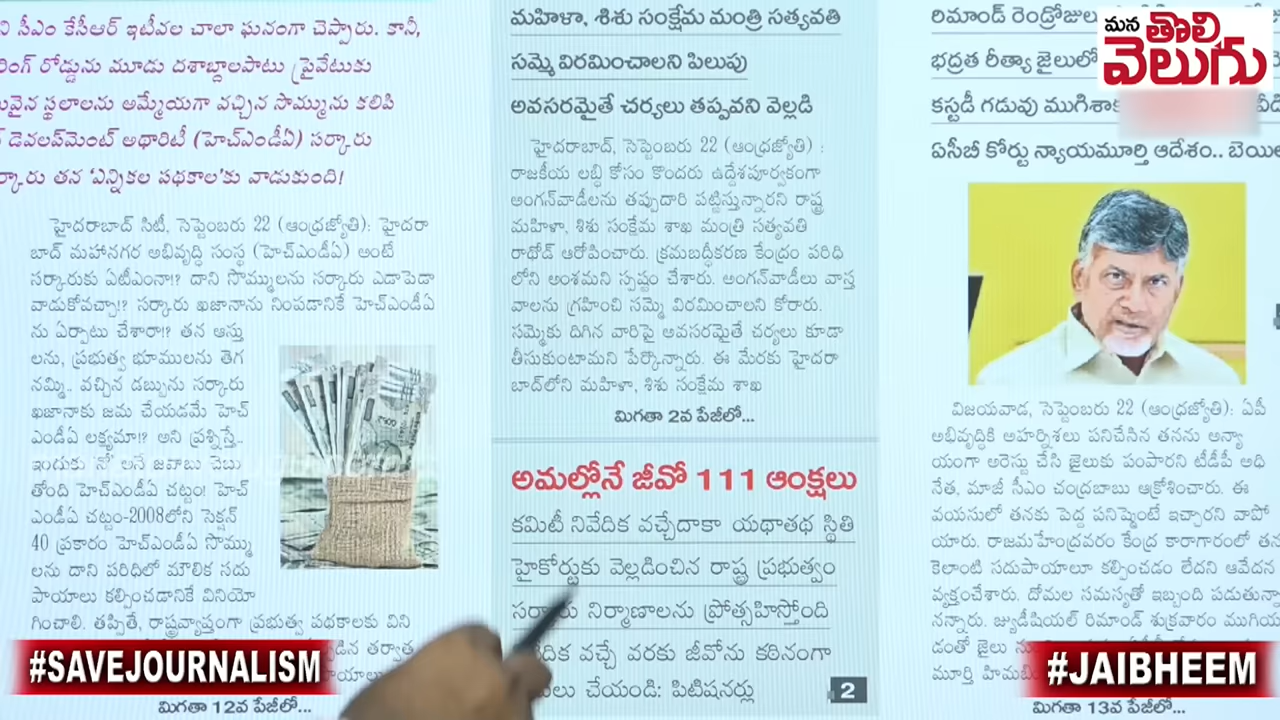 ని సీఎం కేసీఆర్ ఇటీవల చాలా ఘనంగా చెప్పారు. కానీ,
రింగ్ రోడ్డును మూడు దశాబ్దాలపాటు ప్రైవేటుకు
లువైన స్థలాలను అమ్మేయగా వచ్చిన సొమ్మును కలిపి
డెవలప్‌మెంట్ అథారిటీ (హెచ్ఎండీఏ) సర్కారు
ర్కారు తన 'ఎన్నికల పథకాల'కు వాడుకుంది!
హైదరాబాద్ సిటీ, సెప్టెంబరు 22 (ఆంధ్రజ్యోతి): హైదరా
బాద్ మహానగర అభివృద్ధి సంస్థ (హెచ్ఎండీఏ) అంటే
సర్కారుకు ఏటీఎంనా!? దాని సొమ్ములను సర్కారు ఎడాపెడా
వాడుకోవచ్చా!? సర్కారు ఖజానాను నింపడానికే హెచ్ఎండీఏ
ను ఏర్పాటు చేశారా!? తన ఆస్తు
లను, ప్రభుత్వ భూములను తెగ
నమ్మి.. వచ్చిన డబ్బును సర్కారు
ఖజానాకు జమ చేయడమే హెచ్
ఎండీఏ లక్ష్యమా!? అని ప్రశ్నిస్తే..
ఇందుకు 'నో' అనే జవాబు చెబు
తోంది హెచ్ఎండీఏ చట్టం! హెచ్
ఎండీఏ చట్టం-2008లోని సెక్షన్
40 ప్రకారం హెచ్ఎండీఏ సొమ్ము
లను దాని పరిధిలో మౌలిక సదు
పాయాలు కల్పించడానికే వినియో
గించాలి. తప్పితే, రాష్ట్రవ్యాప్తంగా ప్రభుత్వ పథకాలకు విని
డిన తర్వాత
మిగతా 12వ పేజీలో...
#SAVEJOURNALISM
మహిళా, శిశు సంక్షేమ మంత్రి సత్యవతి
సమ్మె విరమించాలని పిలుపు
అవసరమైతే చర్యలు తప్పవని వెల్లడి
హైదరాబాద్, సెప్టెంబరు 22 (ఆంధ్రజ్యోతి) :
రాజకీయ లబ్ధి కోసం కొందరు ఉద్దేశపూర్వకంగా
అంగన్‌వాడీలను తప్పుదారి పట్టిస్తున్నారని రాష్ట్ర
మహిళా, శిశు సంక్షేమ శాఖ మంత్రి సత్యవతి
రాథోడ్ ఆరోపించారు. క్రమబద్ధీకరణ కేంద్రం పరిధి
లోని అంశమని స్పష్టం చేశారు. అంగన్‌వాడీలు వాస్త
వాలను గ్రహించి సమ్మె విరమించాలని కోరారు.
సమ్మెకు దిగిన వారిపై అవసరమైతే చర్యలు కూడా
తీసుకుంటామని పేర్కొన్నారు. ఈ మేరకు హైదరా
బాద్‌లోని మహిళా, శిశు సంక్షేమ శాఖ
మిగతా 2వ పేజీలో...
అమల్లోనే జీవో 111 ఆంక్షలు
కమిటీ నివేదిక వచ్చేదాకా యథాతథ స్థితి
హైకోర్టుకు వెల్లడించిన రాష్ట్ర ప్రభుత్వం
సర్కారు నిర్మాణాలను ప్రోత్సహిస్తోంది
వేదిక వచ్చే వరకు జీవోను కఠినంగా
లు చేయండి: పిటిషనర్లు
2
రిమాండ్ రెండ్రోజుల
భద్రత రీత్యా జైలులో
కస్టడీ గడువు ముగిశాక
ఏసీబీ కోర్టు న్యాయమూర్తి ఆదేశం.. బెయిల
మన తొలి
వెలుగు
విజయవాడ, సెప్టెంబరు 22 (ఆంధ్రజ్యోతి): ఏపీ
అభివృద్ధికి అహర్నిశలు పనిచేసిన తనను అన్యా
యంగా అరెస్టు చేసి జైలుకు పంపారని టీడీపీ అధి
నేత, మాజీ సీఎం చంద్రబాబు ఆక్రోశించారు. ఈ
వయసులో తనకు పెద్ద పనిష్మెంటే ఇచ్చారని వాపో
యారు. రాజమహేంద్రవరం కేంద్ర కారాగారంలో తన
కెలాంటి సదుపాయాలూ కల్పించడం లేదని ఆవేదన
వ్యక్తంచేశారు. దోమల సమస్యతో ఇబ్బంది పడుతున్నా
నన్నారు. జ్యుడీషియల్ రిమాండ్ శుక్రవారం ముగియ
డంతో జైలు
మూర్తి హిమబిం
మిగతా 13వ పేజీలో...
#JAIBHEEM